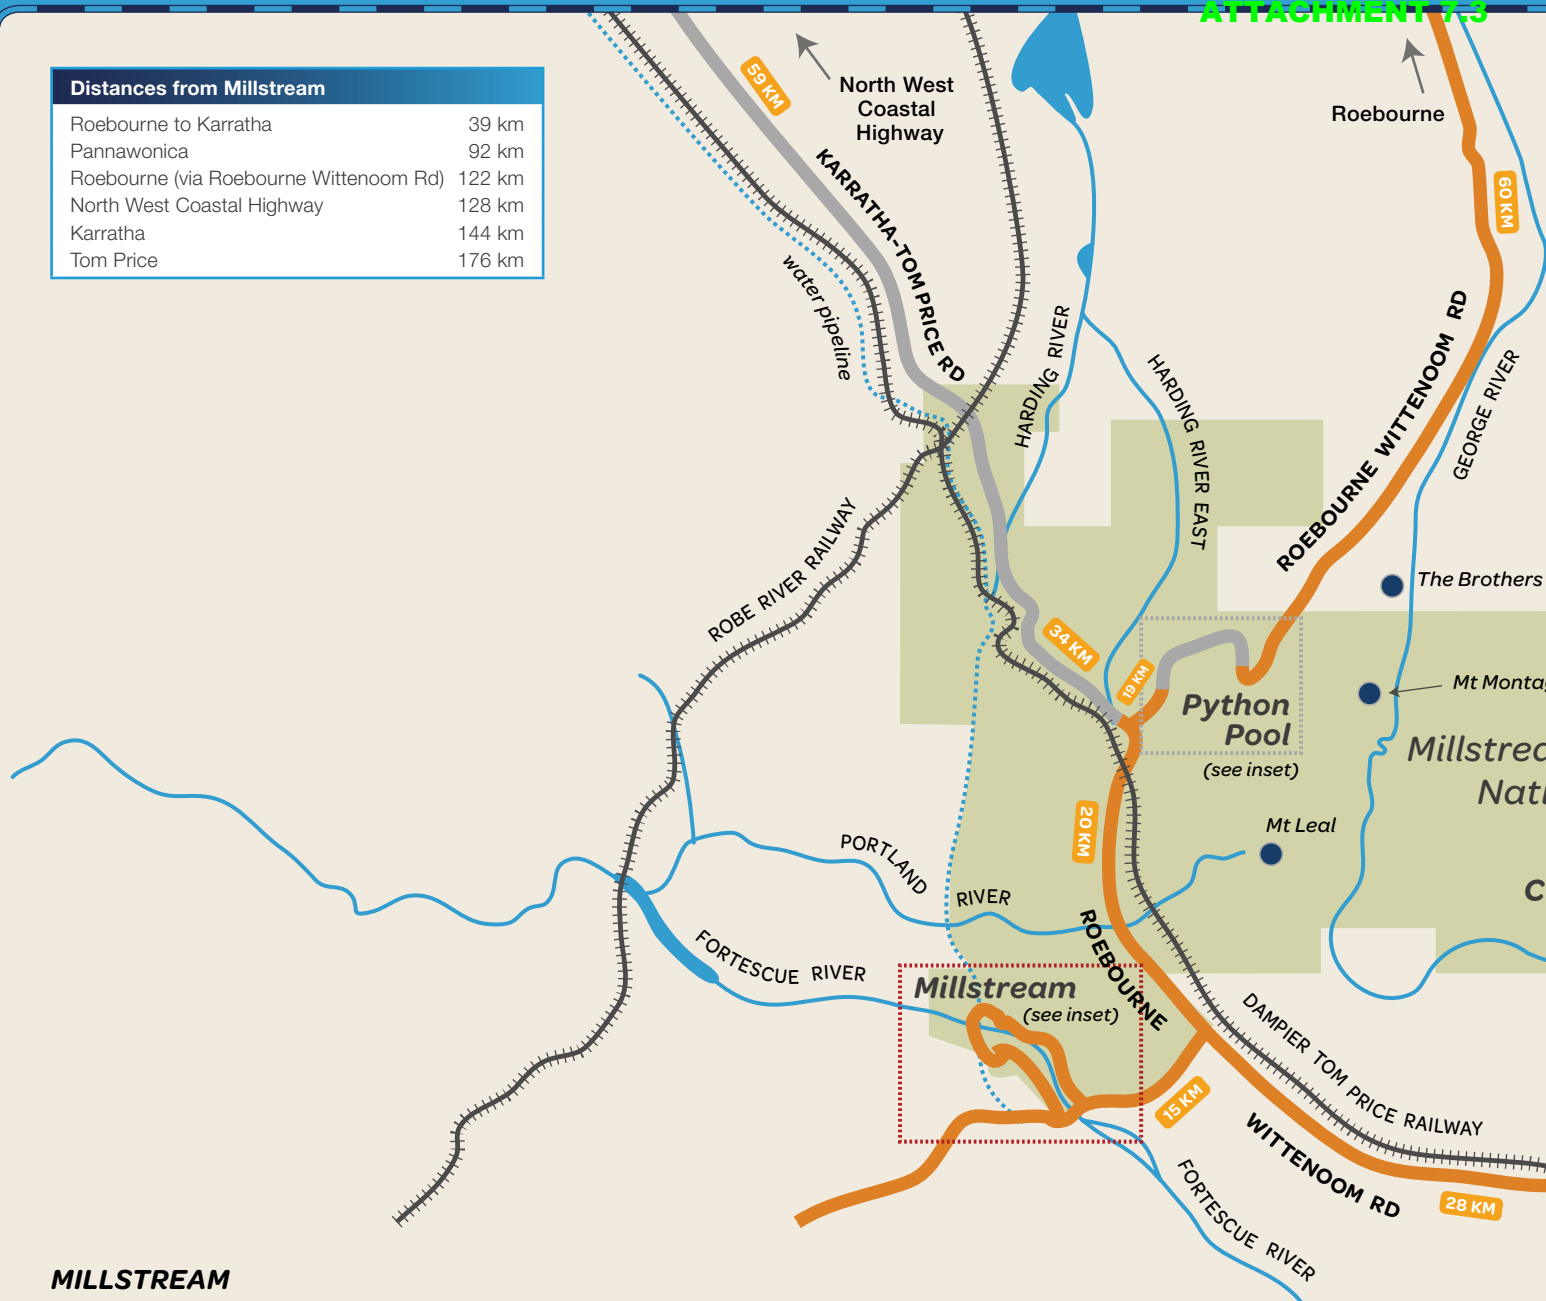 ATTACHMENT 7.3
Distances from Millstream
Roebourne to Karratha 39 km
Pannawonica 92 km
Roebourne (via Roebourne Wittenoom Rd) 122 km
North West Coastal Highway 128 km
Karratha 144 km
Tom Price 176 km
59 KM
North West
Coastal
Highway
Roebourne
60 KM
KARRATHA-TOM PRICE RD
water pipeline
HARDING RIVER
HARDING RIVER EAST
ROEBOURNE WITTENOOM RD
GEORGE RIVER
ROBE RIVER RAILWAY
The Brothers
34 KM
19 KM
Python
Pool
(see inset)
Mt Monta
Millstrea
Nati
C
20 KM
Mt Leal
PORTLAND RIVER
FORTESCUE RIVER
Millstream
(see inset)
ROEBOURNE
WITTENOOM RD
DAMPIER TOM PRICE RAILWAY
15 KM
28 KM
FORTESCUE RIVER
MILLSTREAM